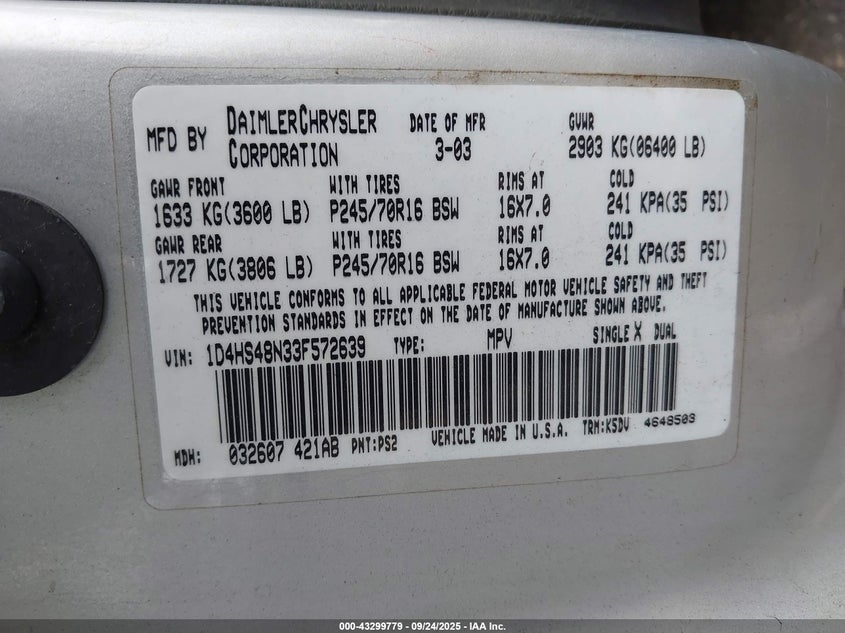 MFD BY DAIMLERCHRYSLER CORPORATION DATE OF MFR 3-03 GVWR 2903 KG(06400 LB)
GAWR FRONT WITH TIRES RIMS AT COLD
1633 KG(3600 LB) P245/70R16 BSW 16X7.0 241 KPA(35 PSI)
GAWR REAR WITH TIRES RIMS AT COLD
1727 KG(3806 LB) P245/70R16 BSW 16X7.0 241 KPA(35 PSI)
THIS VEHICLE CONFORMS TO ALL APPLICABLE FEDERAL MOTOR VEHICLE SAFETY AND THEFT
PREVENTION STANDARDS IN EFFECT ON THE DATE OF MANUFACTURE SHOWN ABOVE.
VIN: 1D4HS48N33F572639 TYPE: MPV SINGLE X DUAL
MDH: 032607 421AB PNT:PS2 VEHICLE MADE IN U.S.A. TRM:K5DV 4648503
000-43299779 - 09/24/2025 - IAA Inc.